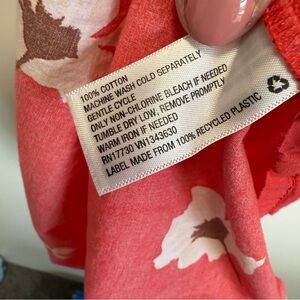 100% COTTON
MACHINE WASH COLD SEPARATELY
GENTLE CYCLE
ONLY NON-CHLORINE BLEACH IF NEEDED
TUMBLE DRY LOW, REMOVE PROMPTLY
WARM IRON IF NEEDED
RN17730 VN1343630
LABEL MADE FROM 100% RECYCLED PLASTIC